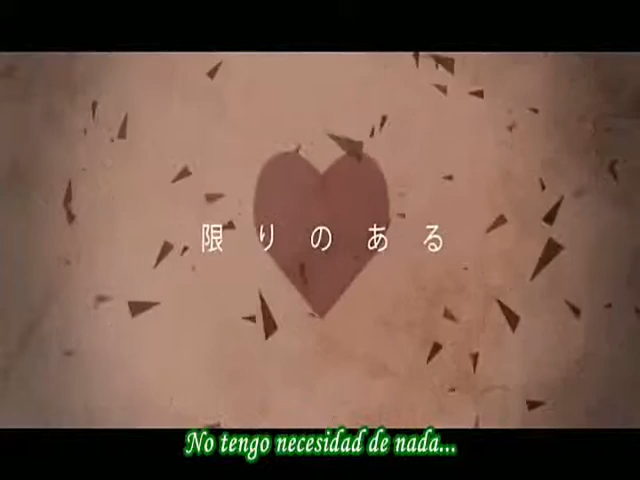 限りのある
No tengo necesidad de nada...